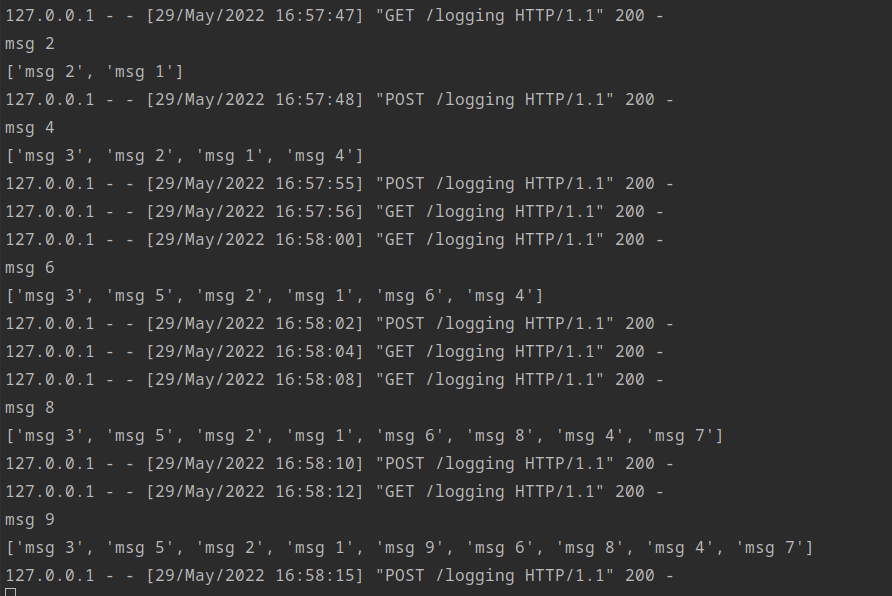 127.0.0.1 - - [29/May/2022 16:57:47] "GET /logging HTTP/1.1" 200 -
msg 2
['msg 2', 'msg 1']
127.0.0.1 - - [29/May/2022 16:57:48] "POST /logging HTTP/1.1" 200 -
msg 4
['msg 3', 'msg 2', 'msg 1', 'msg 4']
127.0.0.1 - - [29/May/2022 16:57:55] "POST /logging HTTP/1.1" 200 -
127.0.0.1 - - [29/May/2022 16:57:56] "GET /logging HTTP/1.1" 200 -
127.0.0.1 - - [29/May/2022 16:58:00] "GET /logging HTTP/1.1" 200 -
msg 6
['msg 3', 'msg 5', 'msg 2', 'msg 1', 'msg 6', 'msg 4']
127.0.0.1 - - [29/May/2022 16:58:02] "POST /logging HTTP/1.1" 200 -
127.0.0.1 - - [29/May/2022 16:58:04] "GET /logging HTTP/1.1" 200 -
127.0.0.1 - - [29/May/2022 16:58:08] "GET /logging HTTP/1.1" 200 -
msg 8
['msg 3', 'msg 5', 'msg 2', 'msg 1', 'msg 6', 'msg 8', 'msg 4', 'msg 7']
127.0.0.1 - - [29/May/2022 16:58:10] "POST /logging HTTP/1.1" 200 -
127.0.0.1 - - [29/May/2022 16:58:12] "GET /logging HTTP/1.1" 200 -
msg 9
['msg 3', 'msg 5', 'msg 2', 'msg 1', 'msg 9', 'msg 6', 'msg 8', 'msg 4', 'msg 7']
127.0.0.1 - - [29/May/2022 16:58:15] "POST /logging HTTP/1.1" 200 -